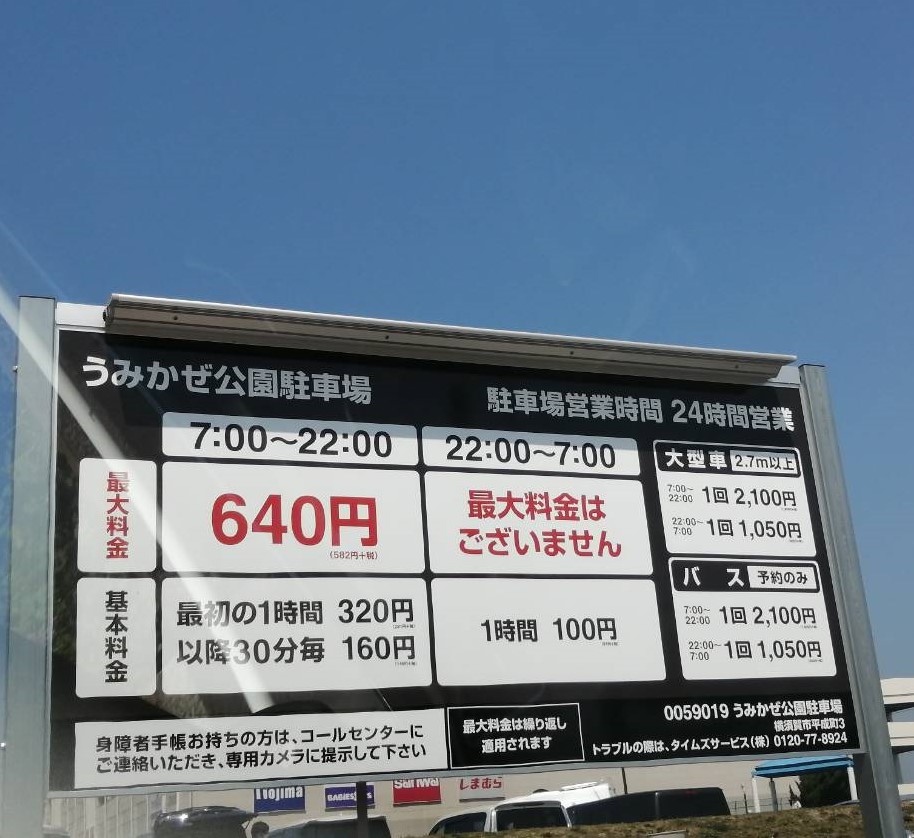 うみかぜ公園駐車場
駐車場営業時間 24時間営業
7:00～22:00
22:00～7:00
最大料金
640円
(582円+税)
最大料金は
ございません
基本料金
最初の1時間 320円
以降30分毎 160円
1時間 100円
大型車 2.7m以上
7:00～22:00 1回 2,100円
22:00～7:00 1回 1,050円
バス 予約のみ
7:00～22:00 1回 2,100円
22:00～7:00 1回 1,050円
身障者手帳お持ちの方は、コールセンターに
ご連絡いただき、専用カメラに提示して下さい
最大料金は繰り返し
適用されます
0059019 うみかぜ公園駐車場
横須賀市平成町3
トラブルの際は、タイムズサービス(株) 0120-77-8924
Nojima
BABIESRUS
Sanwa
しまむら